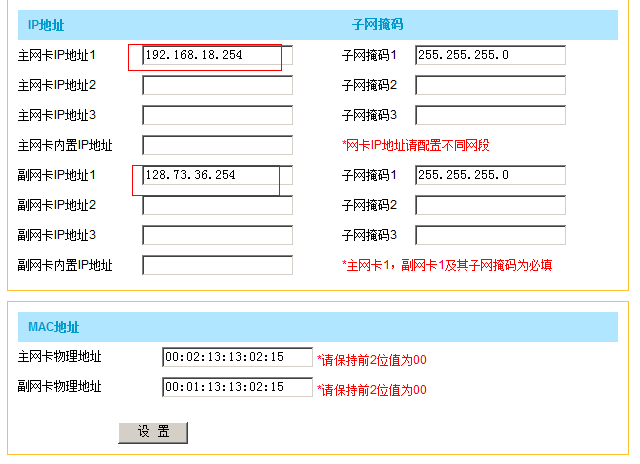 IP地址 子网掩码
主网卡IP地址1 192.168.18.254 子网掩码1 255.255.255.0
主网卡IP地址2 子网掩码2
主网卡IP地址3 子网掩码3
主网卡内置IP地址 *网卡IP地址请配置不同网段
副网卡IP地址1 128.73.36.254 子网掩码1 255.255.255.0
副网卡IP地址2 子网掩码2
副网卡IP地址3 子网掩码3
副网卡内置IP地址 *主网卡1，副网卡1及其子网掩码为必填
MAC地址
主网卡物理地址 00:02:13:13:02:15 *请保持前2位值为00
副网卡物理地址 00:01:13:13:02:15 *请保持前2位值为00
设 置